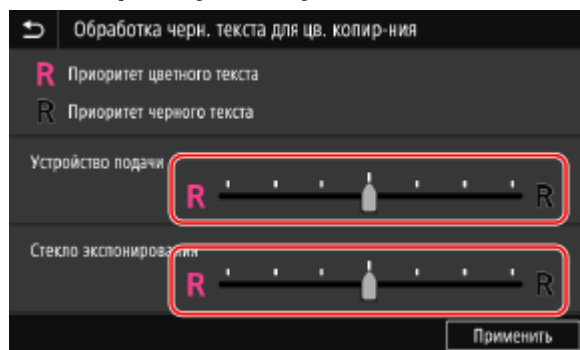 Обработка черн. текста для цв. копир-ния
R Приоритет цветного текста
R Приоритет черного текста
Устройство подачи
R R
Стекло экспонирования
R R
Применить